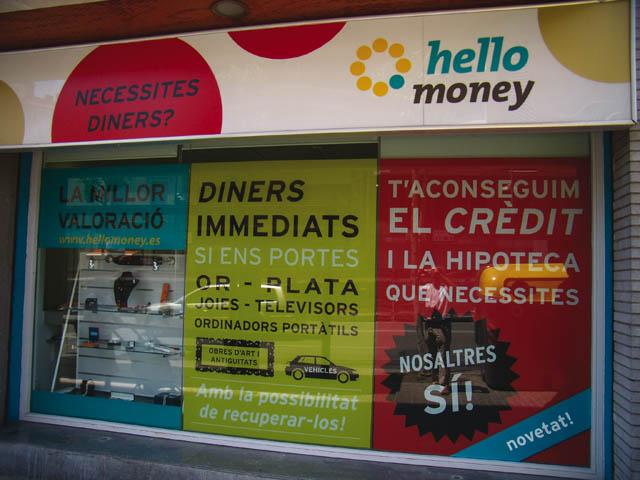 NECESSITES
DINERS?
hello
money
LA MILLOR
VALORACIÓ
www.hellomoney.es
DINERS
IMMEDIATS
SI ENS PORTES
OR - PLATA
JOIES - TELEVISORS
ORDINADORS PORTÀTILS
OBRES D'ART I
ANTIGUITATS
VEHICLES
Amb la possibilitat
de recuperar-los!
T'ACONSEGUIM
EL CRÈDIT
I LA HIPOTECA
QUE NECESSITES
NOSALTRES
SÍ!
novetat!